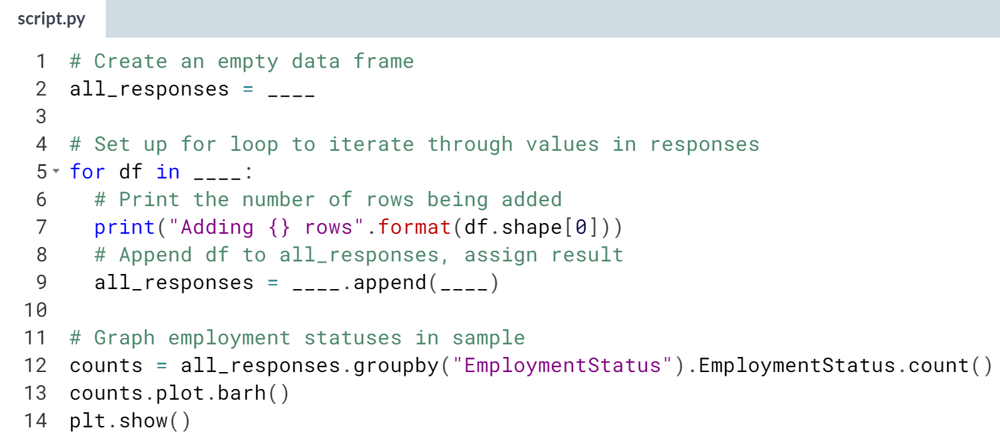 script.py
1 # Create an empty data frame
2 all_responses = ____
3
4 # Set up for loop to iterate through values in responses
5 for df in ____:
6   # Print the number of rows being added
7   print("Adding {} rows".format(df.shape[0]))
8   # Append df to all_responses, assign result
9   all_responses = ____.append(____)
10
11 # Graph employment statuses in sample
12 counts = all_responses.groupby("EmploymentStatus").EmploymentStatus.count()
13 counts.plot.barh()
14 plt.show()